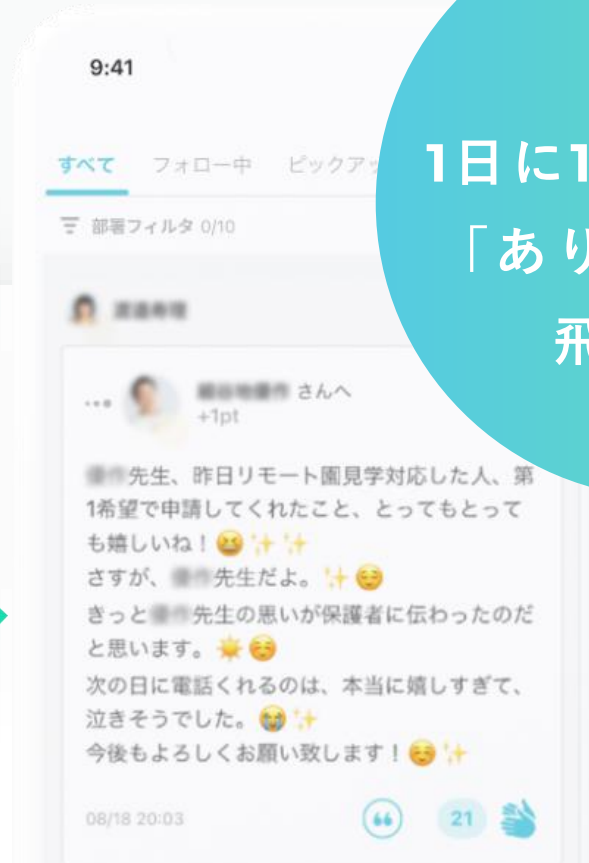 9:41
すべて フォロー中 ピックアッ
部署フィルタ 0/10
1日に1
「あり
飛
さんへ
+1pt
先生、昨日リモート園見学対応した人、第
1希望で申請してくれたこと、とってもとって
も嬉しいね！😆✨✨
さすが、 先生だよ。✨☺️
きっと 先生の思いが保護者に伝わったのだ
と思います。☀️☺️
次の日に電話くれるのは、本当に嬉しすぎて、
泣きそうでした。😭✨
今後もよろしくお願い致します！☺️✨
08/18 20:03
21